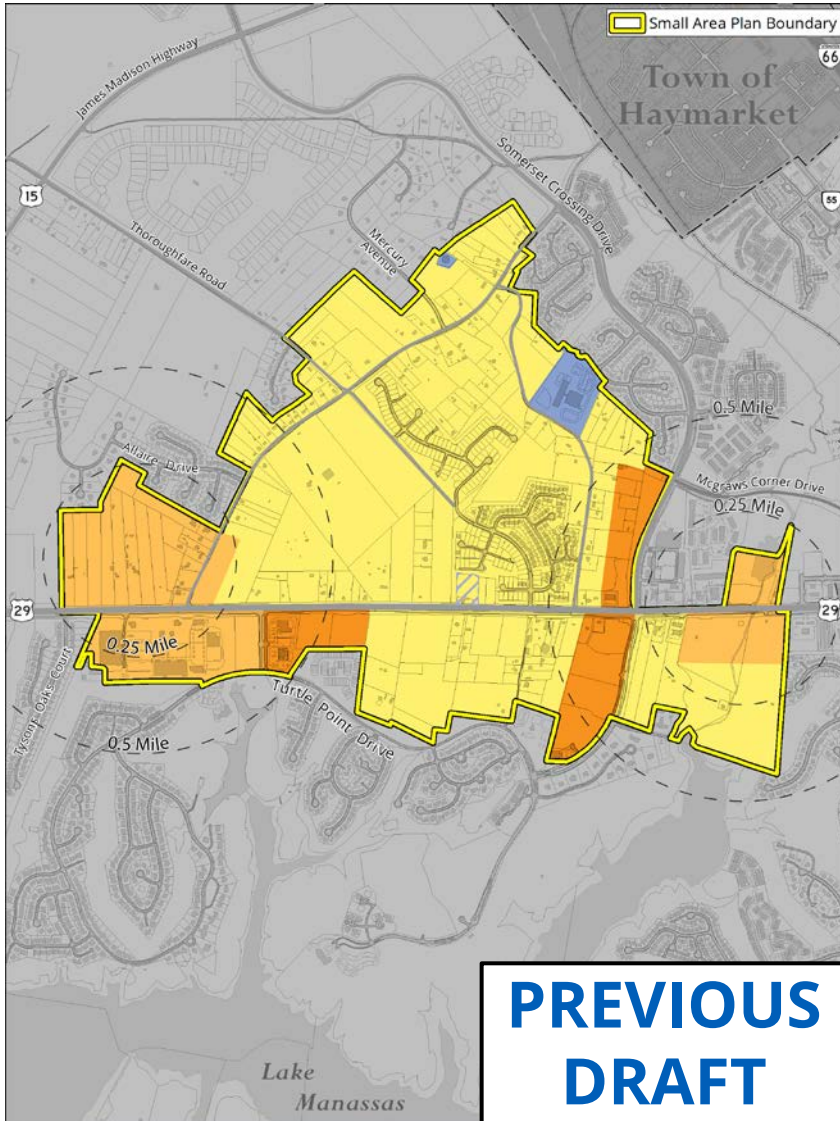 Small Area Plan Boundary
66
Town of
Haymarket
James Madison Highway
Somerset Crossing Drive
15
55
Thoroughfare Road
Mercury
Avenue
0.5 Mile
Allaire Drive
Mcgraws Corner Drive
0.25 Mile
29
29
0.25 Mile
Tysons Oaks Court
Turtle Point Drive
0.5 Mile
PREVIOUS
DRAFT
Lake
Manassas